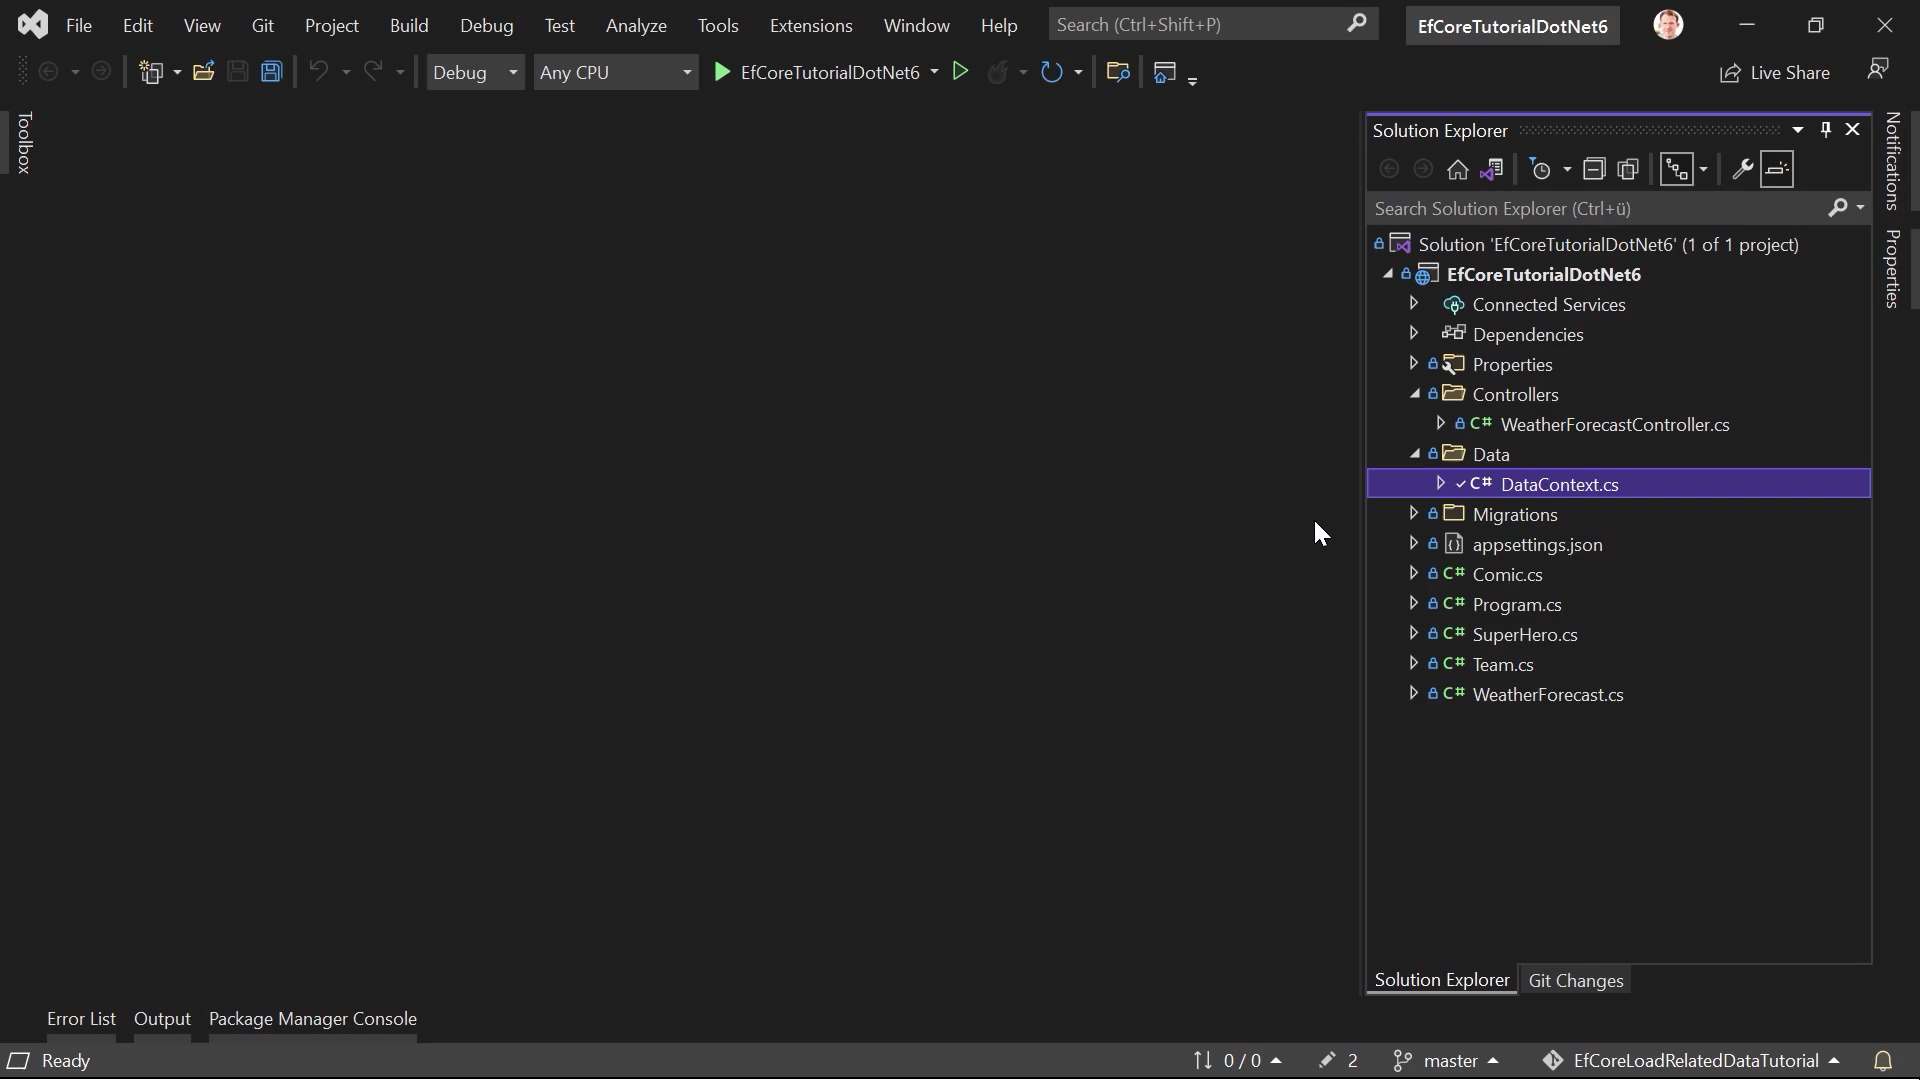 File Edit View Git Project Build Debug Test Analyze Tools Extensions Window Help Search (Ctrl+Shift+P) EfCoreTutorialDotNet6
Debug Any CPU EfCoreTutorialDotNet6 Live Share
Toolbox
Solution Explorer
Search Solution Explorer (Ctrl+ü)
Solution 'EfCoreTutorialDotNet6' (1 of 1 project)
EfCoreTutorialDotNet6
Connected Services
Dependencies
Properties
Controllers
C# WeatherForecastController.cs
Data
C# DataContext.cs
Migrations
appsettings.json
C# Comic.cs
C# Program.cs
C# SuperHero.cs
C# Team.cs
C# WeatherForecast.cs
Solution Explorer Git Changes
Notifications
Properties
Error List Output Package Manager Console
Ready 0 / 0 2 master EfCoreLoadRelatedDataTutorial